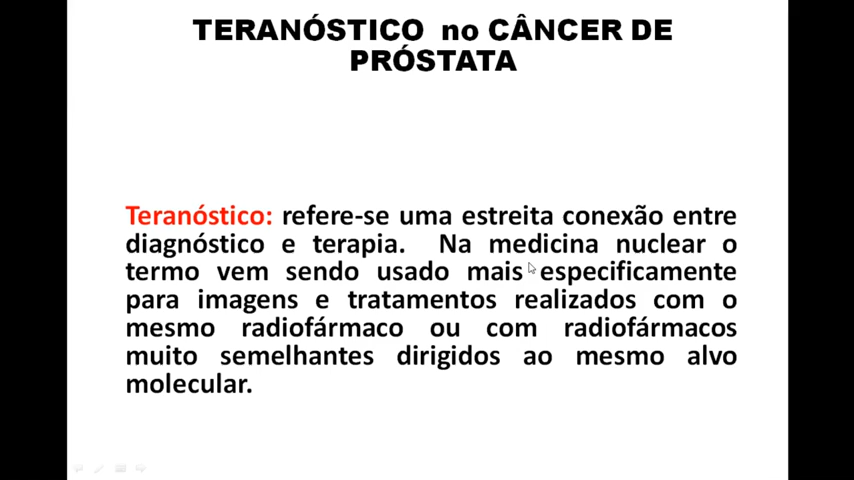 TERANÓSTICO no CÂNCER DE
PRÓSTATA
Teranóstico: refere-se uma estreita conexão entre
diagnóstico e terapia. Na medicina nuclear o
termo vem sendo usado mais especificamente
para imagens e tratamentos realizados com o
mesmo radiofármaco ou com radiofármacos
muito semelhantes dirigidos ao mesmo alvo
molecular.